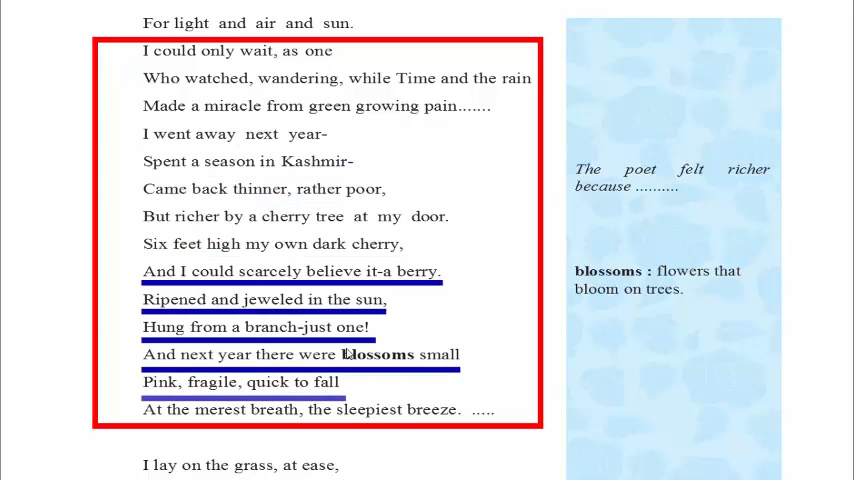 For light and air and sun.
I could only wait, as one
Who watched, wandering, while Time and the rain
Made a miracle from green growing pain.......
I went away next year-
Spent a season in Kashmir-
Came back thinner, rather poor,
But richer by a cherry tree at my door.
Six feet high my own dark cherry,
And I could scarcely believe it-a berry.
Ripened and jeweled in the sun,
Hung from a branch-just one!
And next year there were blossoms small
Pink, fragile, quick to fall
At the merest breath, the sleepiest breeze. .....
I lay on the grass, at ease,
The poet felt richer
because ..........
blossoms : flowers that
bloom on trees.